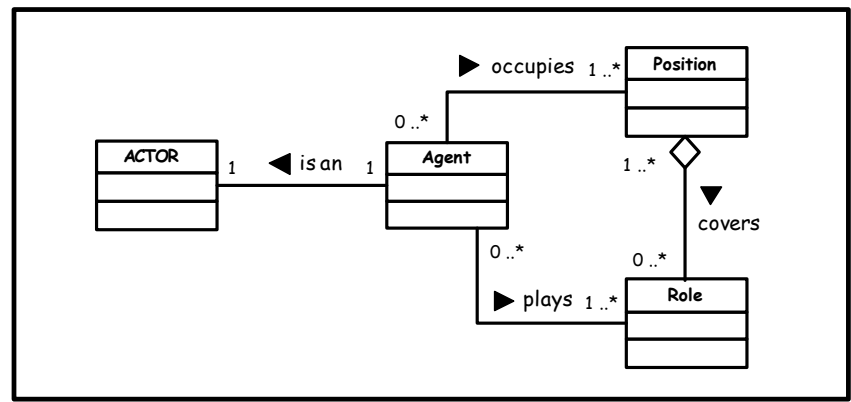 occupies
1 ..*
Position
0 ..*
ACTOR
1
is an
1
Agent
1 ..*
covers
0 ..*
0 ..*
plays
1 ..*
Role